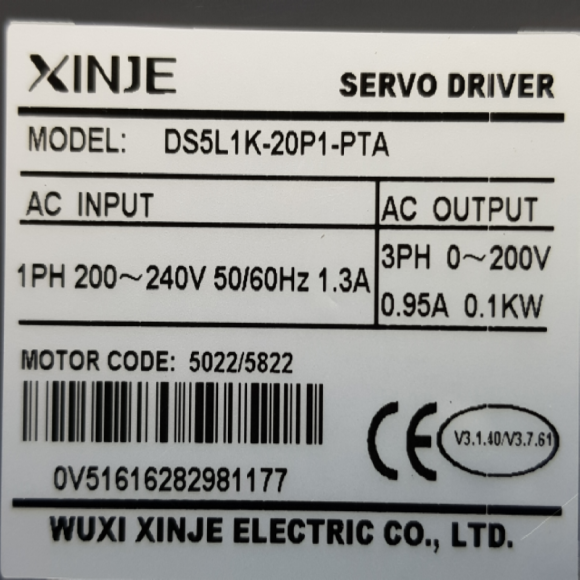 XINJE
SERVO DRIVER
MODEL: DS5L1K-20P1-PTA
AC INPUT
AC OUTPUT
1PH 200～240V 50/60Hz 1.3A
3PH 0～200V
0.95A 0.1KW
MOTOR CODE: 5022/5822
CE
V3.1.40/V3.7.61
0V51616282981177
WUXI XINJE ELECTRIC CO., LTD.